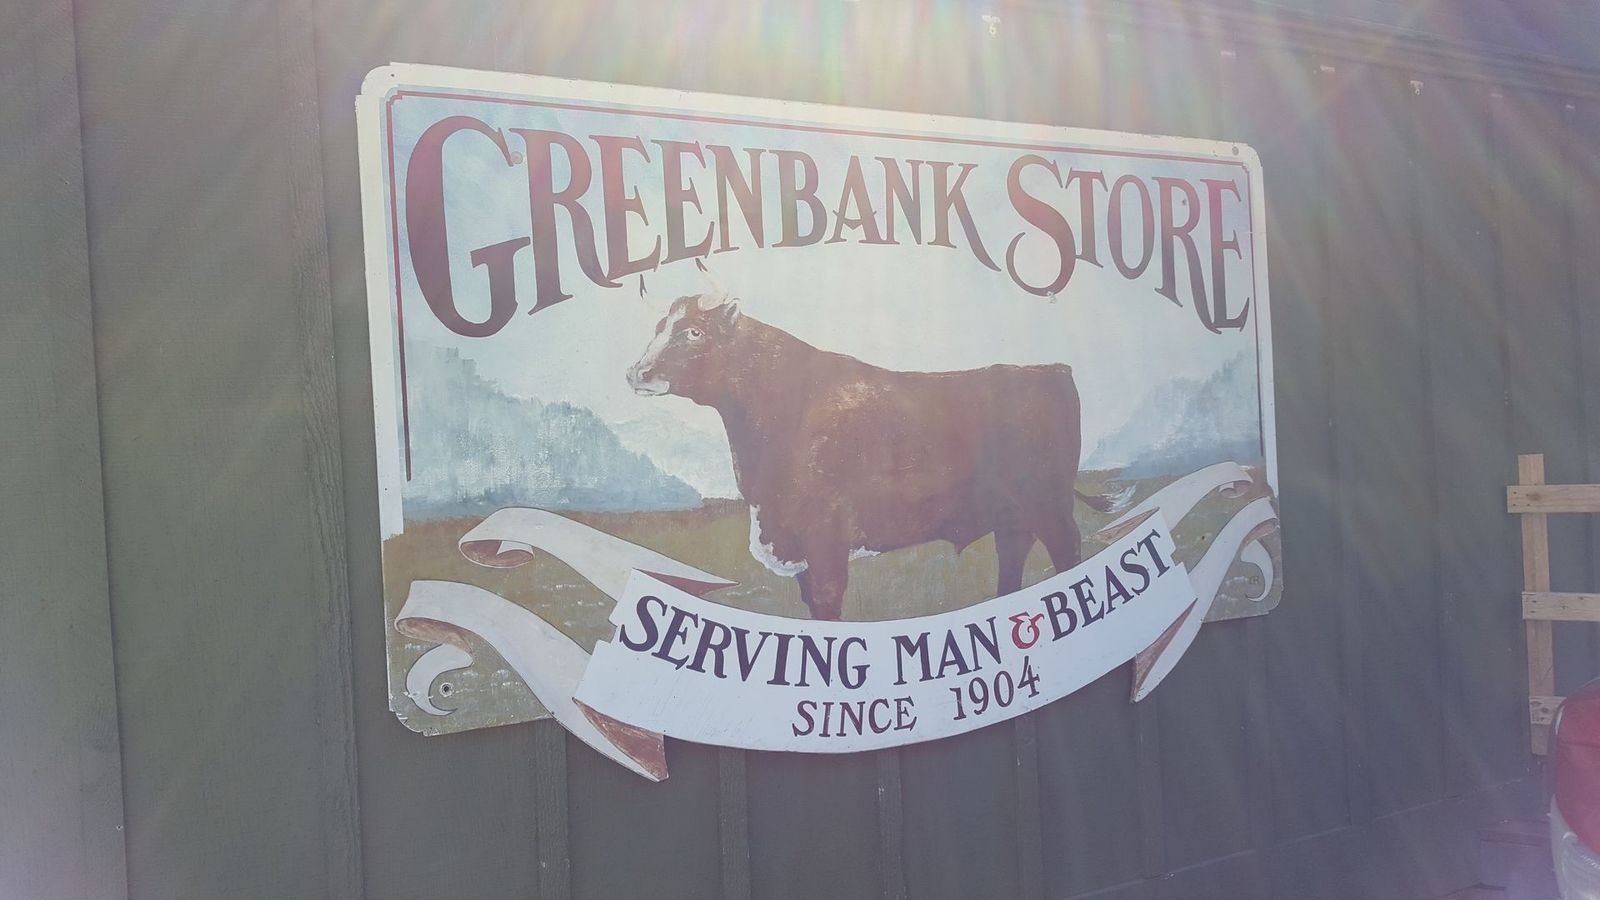 GREENBANK STORE
SERVING MAN & BEAST
SINCE 1904